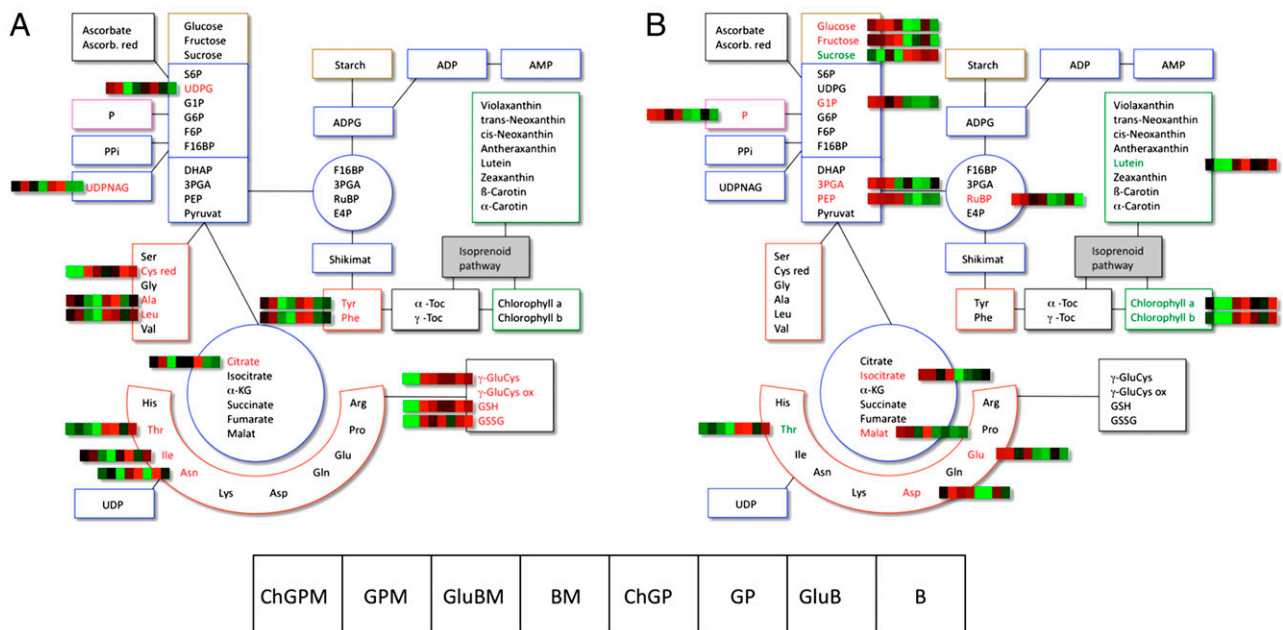 A
Ascorbate
Ascorb. red
Glucose
Fructose
Sucrose
S6P
UDPG
G1P
G6P
F6P
F16BP
P
PPi
UDPNAG
DHAP
3PGA
PEP
Pyruvat
Starch
ADP
AMP
ADPG
F16BP
3PGA
RuBP
E4P
Violaxanthin
trans-Neoxanthin
cis-Neoxanthin
Antheraxanthin
Lutein
Zeaxanthin
ß-Carotin
α-Carotin
Shikimat
Isoprenoid
pathway
Ser
Cys red
Gly
Ala
Leu
Val
Tyr
Phe
α -Toc
γ -Toc
Chlorophyll a
Chlorophyll b
Citrate
Isocitrate
α-KG
Succinate
Fumarate
Malat
His
Thr
Ile
Asn
Lys
Asp
Gln
Glu
Pro
Arg
γ-GluCys
γ-GluCys ox
GSH
GSSG
UDP
B
Ascorbate
Ascorb. red
Glucose
Fructose
Sucrose
S6P
UDPG
G1P
G6P
F6P
F16BP
P
PPi
UDPNAG
DHAP
3PGA
PEP
Pyruvat
Starch
ADP
AMP
ADPG
F16BP
3PGA
RuBP
E4P
Violaxanthin
trans-Neoxanthin
cis-Neoxanthin
Antheraxanthin
Lutein
Zeaxanthin
ß-Carotin
α-Carotin
Shikimat
Isoprenoid
pathway
Ser
Cys red
Gly
Ala
Leu
Val
Tyr
Phe
α -Toc
γ -Toc
Chlorophyll a
Chlorophyll b
Citrate
Isocitrate
α-KG
Succinate
Fumarate
Malat
His
Thr
Ile
Asn
Lys
Asp
Gln
Glu
Pro
Arg
γ-GluCys
γ-GluCys ox
GSH
GSSG
UDP
ChGPM GPM GluBM BM ChGP GP GluB B